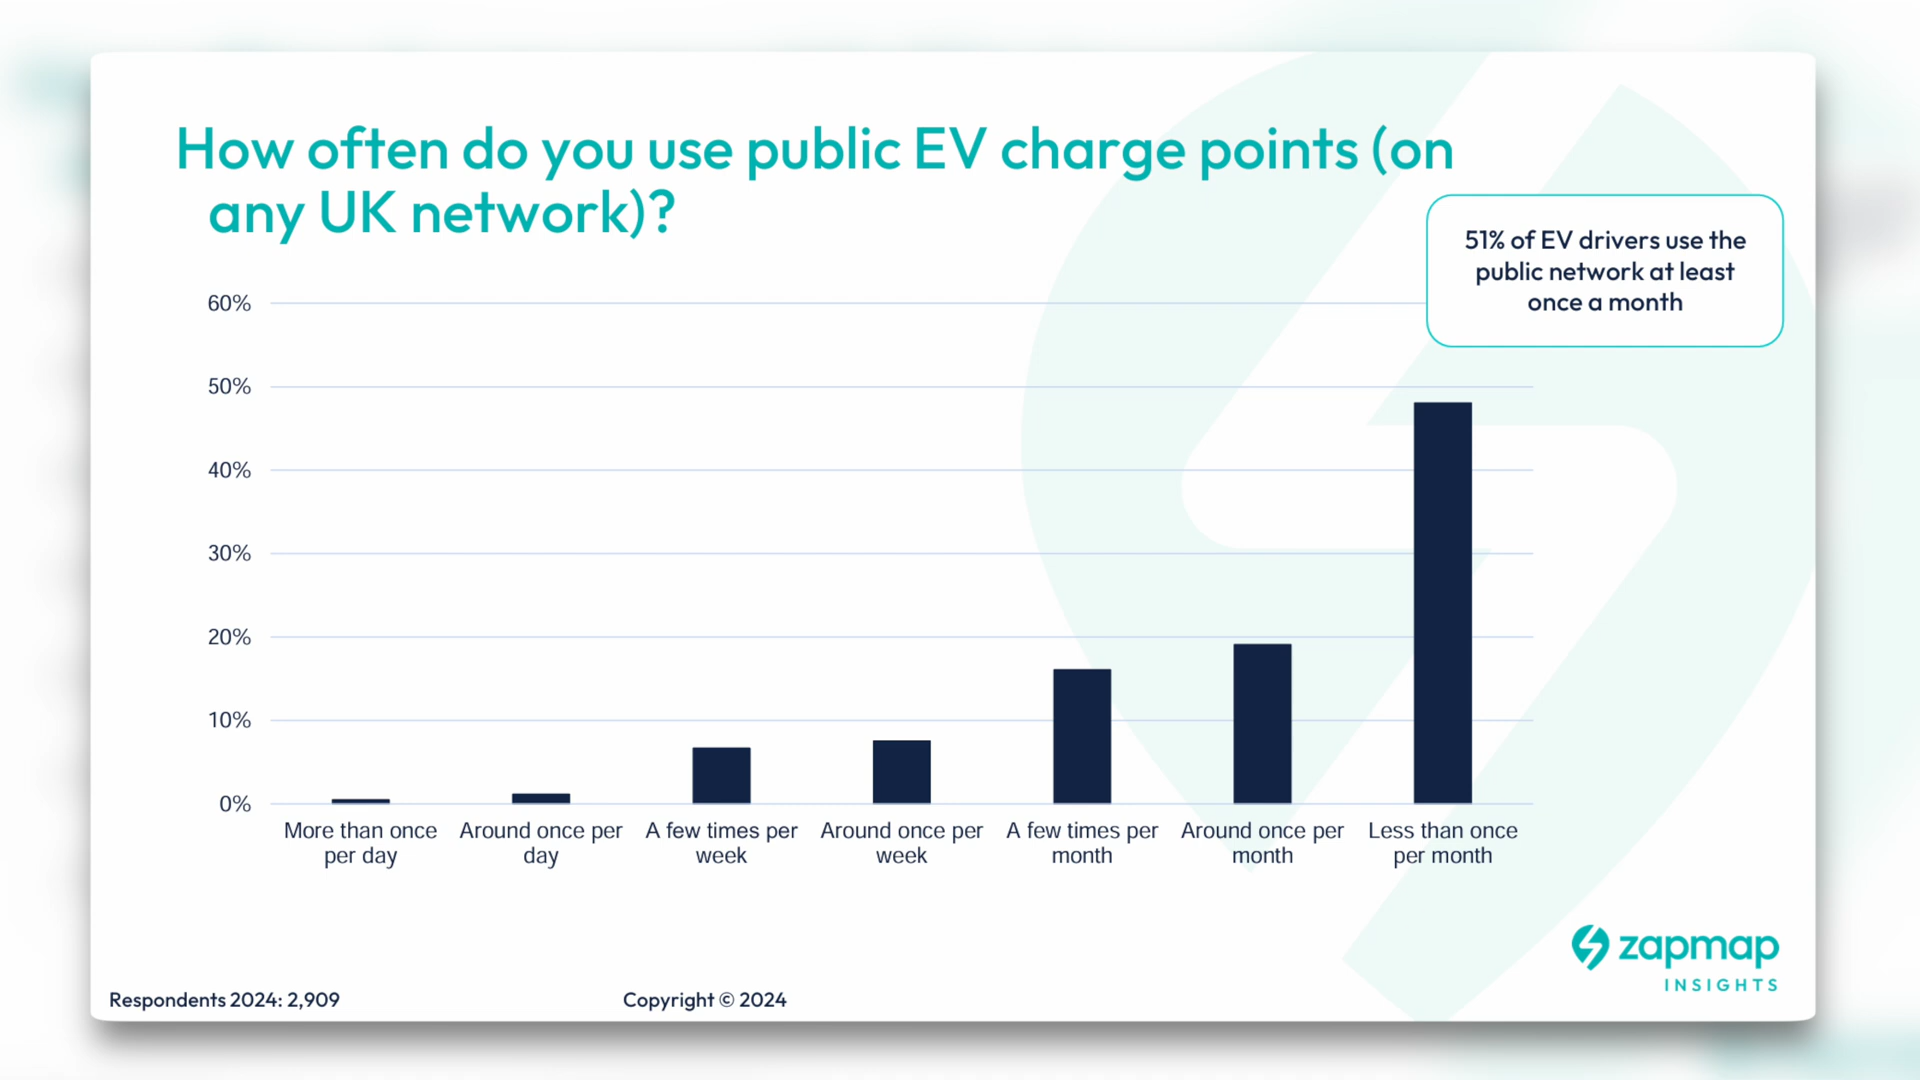 How often do you use public EV charge points (on
any UK network)?
51% of EV drivers use the
public network at least
once a month
60%
50%
40%
30%
20%
10%
0%
More than once
per day
Around once per
day
A few times per
week
Around once per
week
A few times per
month
Around once per
month
Less than once
per month
zapmap
INSIGHTS
Respondents 2024: 2,909
Copyright © 2024